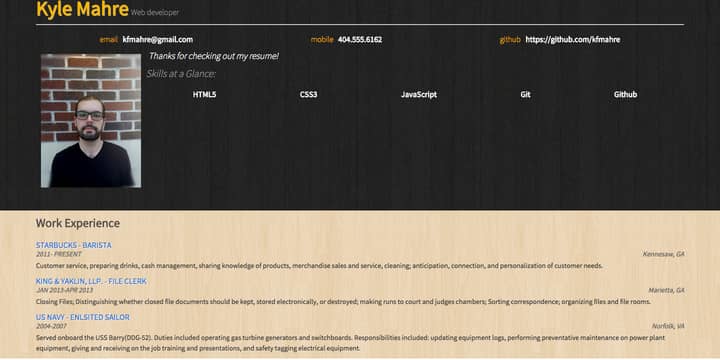 Kyle Mahre Web developer
email kfmahre@gmail.com mobile 404.555.6162 github https://github.com/kfmahre
Thanks for checking out my resume!
Skills at a Glance:
HTML5 CSS3 JavaScript Git Github
Work Experience
STARBUCKS - BARISTA
2011- PRESENT Kennesaw, GA
Customer service, preparing drinks, cash management, sharing knowledge of products, merchandise sales and service, cleaning; anticipation, connection, and personalization of customer needs.
KING & YAKLIN, LLP. - FILE CLERK
JAN 2013-APR 2013 Marietta, GA
Closing Files; Distinguishing whether closed file documents should be kept, stored electronically, or destroyed; making runs to court and judges chambers; Sorting correspondence; organizing files and file rooms.
US NAVY - ENLSITED SAILOR
2004-2007 Norfolk, VA
Served onboard the USS Barry(DDG-52). Duties included operating gas turbine generators and switchboards. Responsibilities included: updating equipment logs, performing preventative maintenance on power plant
equipment, giving and receiving on the job training and presentations, and safety tagging electrical equipment.